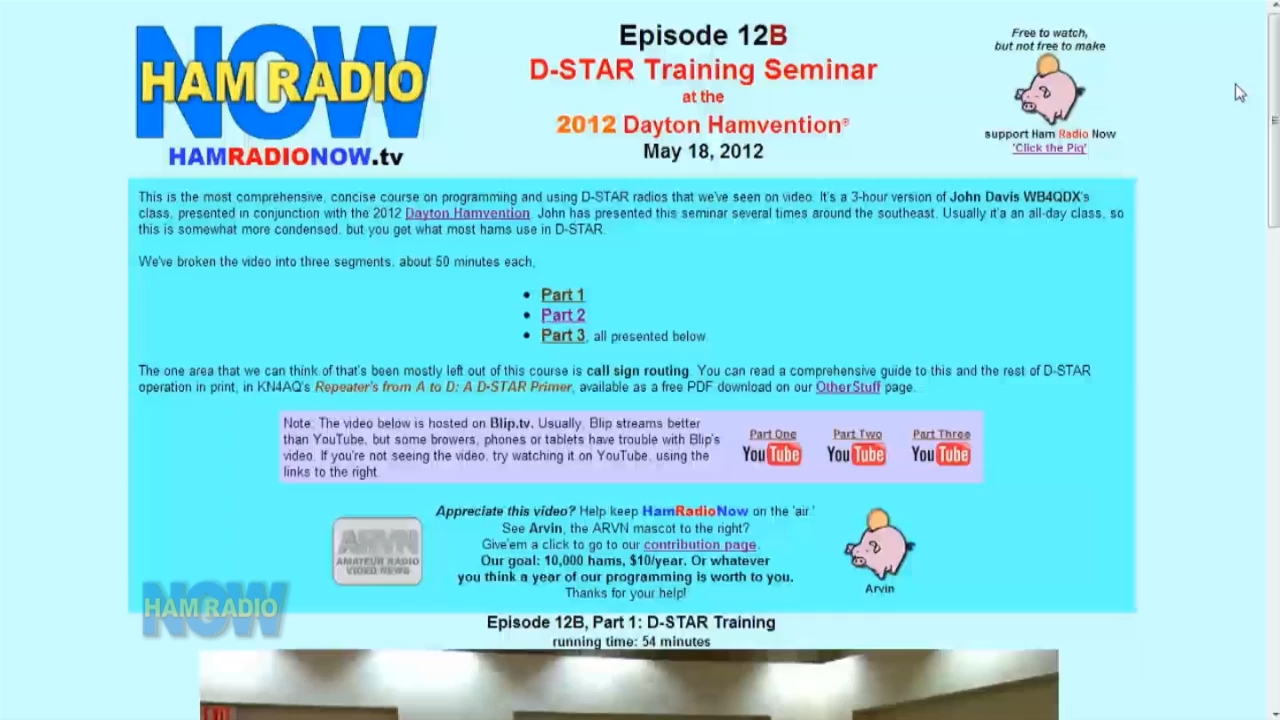 NOW
HAM RADIO
HAMRADIONOW.tv
Episode 12B
D-STAR Training Seminar
at the
2012 Dayton Hamvention®
May 18, 2012
Free to watch,
but not free to make
support Ham Radio Now
'Click the Pig'
This is the most comprehensive, concise course on programming and using D-STAR radios that we've seen on video. It's a 3-hour version of John Davis WB4QDX's
class, presented in conjunction with the 2012 Dayton Hamvention. John has presented this seminar several times around the southeast. Usually it'a an all-day class, so
this is somewhat more condensed, but you get what most hams use in D-STAR.
We've broken the video into three segments, about 50 minutes each,
• Part 1
• Part 2
• Part 3, all presented below
The one area that we can think of that's been mostly left out of this course is call sign routing. You can read a comprehensive guide to this and the rest of D-STAR
operation in print, in KN4AQ's Repeater's from A to D: A D-STAR Primer, available as a free PDF download on our OtherStuff page.
Note: The video below is hosted on Blip.tv. Usually, Blip streams better
than YouTube, but some browers, phones or tablets have trouble with Blip's
video. If you're not seeing the video, try watching it on YouTube, using the
links to the right.
Part One Part Two Part Three
YouTube YouTube YouTube
Appreciate this video? Help keep HamRadioNow on the 'air.'
See Arvin, the ARVN mascot to the right?
Give'em a click to go to our contribution page.
Our goal: 10,000 hams, $10/year. Or whatever
you think a year of our programming is worth to you.
Thanks for your help!
ARVN
AMATEUR RADIO
VIDEO NEWS
Arvin
NOW
HAM RADIO
Episode 12B, Part 1: D-STAR Training
running time: 54 minutes